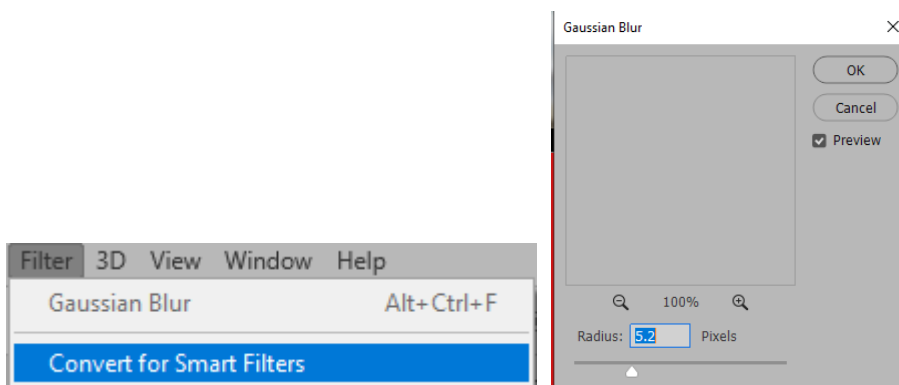 Filter 3D View Window Help
Gaussian Blur Alt+Ctrl+F
Convert for Smart Filters
Gaussian Blur
OK
Cancel
Preview
100%
Radius: 5.2 Pixels